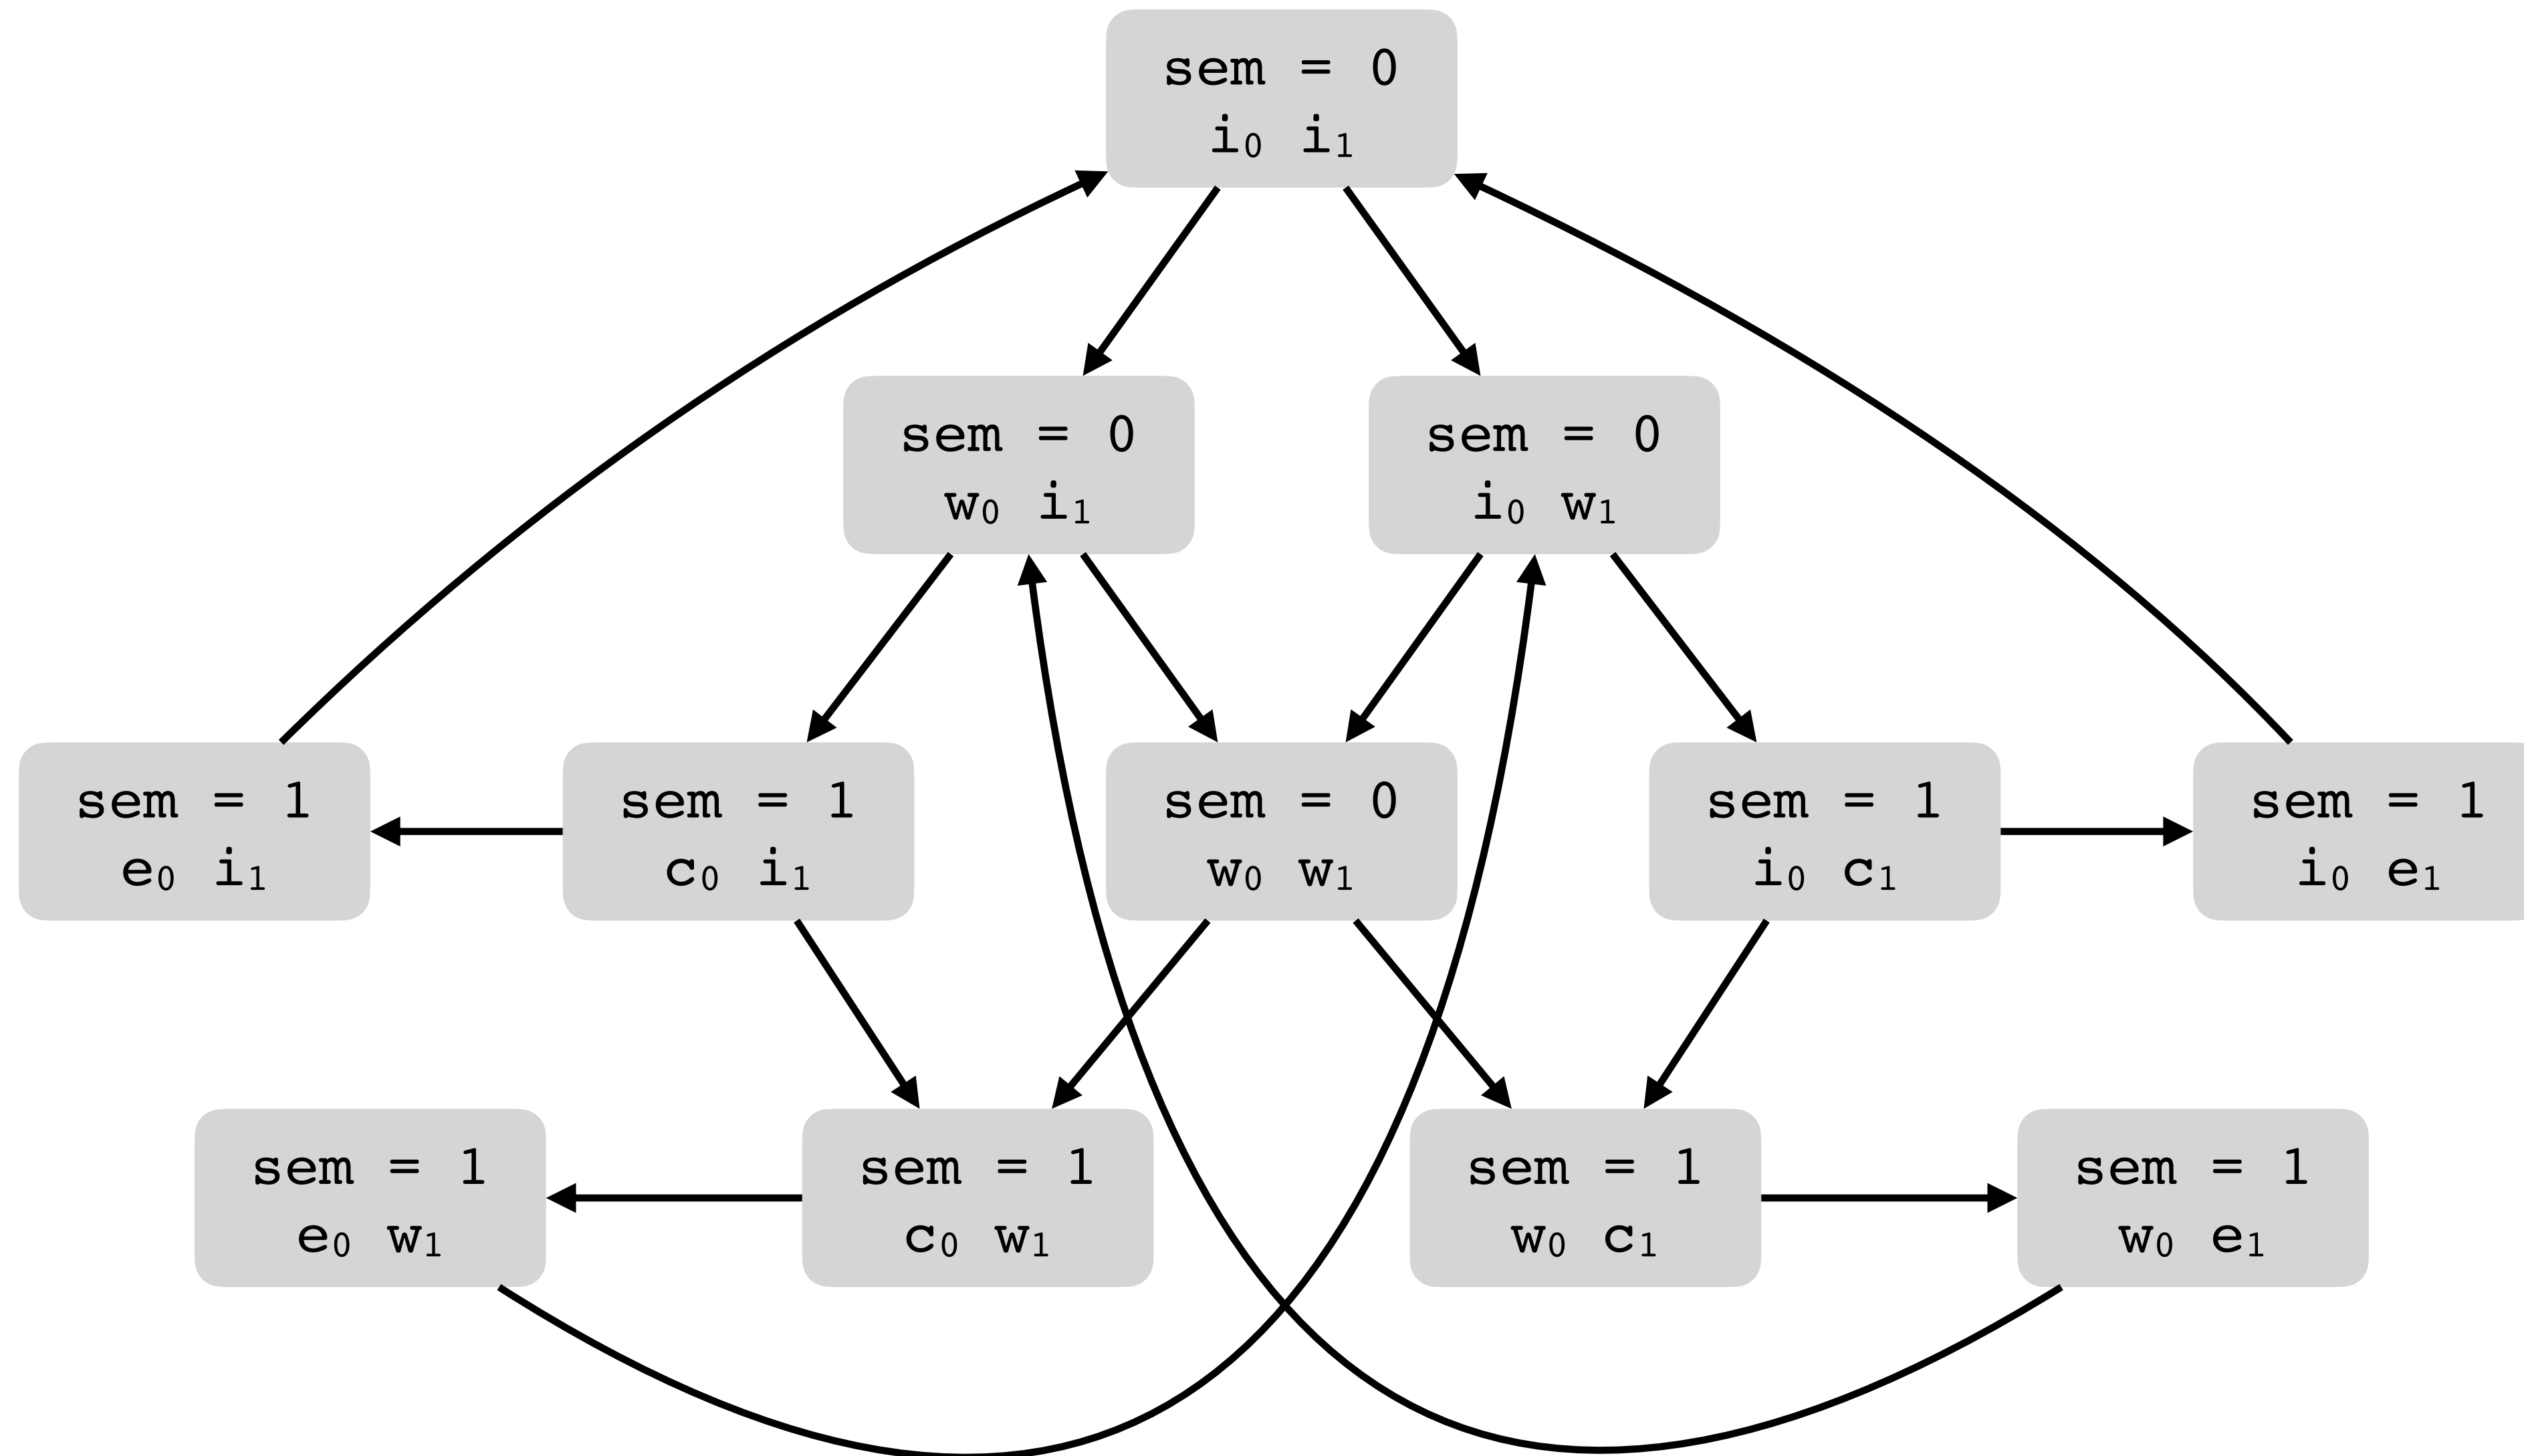 sem = 0
i₀ i₁
sem = 0
w₀ i₁
sem = 0
i₀ w₁
sem = 1
e₀ i₁
sem = 1
c₀ i₁
sem = 0
w₀ w₁
sem = 1
i₀ c₁
sem = 1
i₀ e₁
sem = 1
e₀ w₁
sem = 1
c₀ w₁
sem = 1
w₀ c₁
sem = 1
w₀ e₁